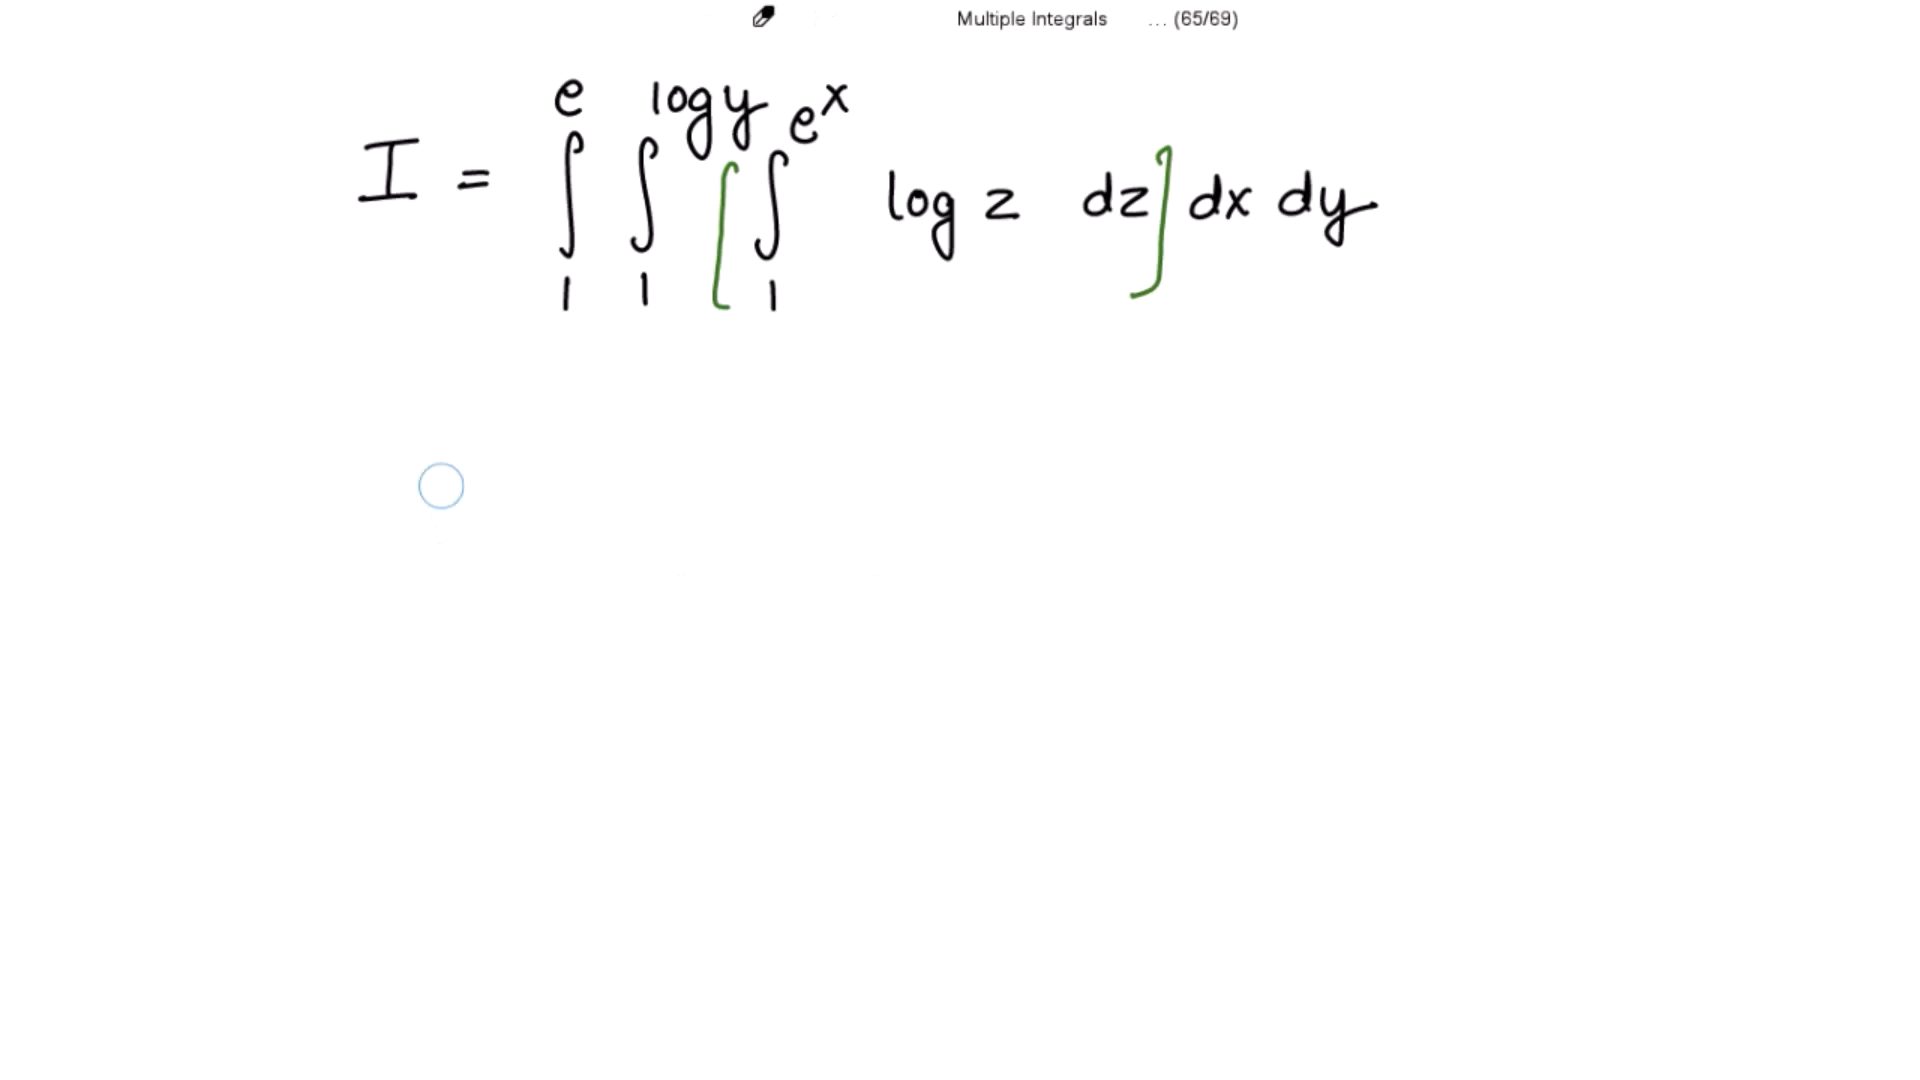 Multiple Integrals ... (65/69)
I = ∫₁^e ∫₁^{log y} [∫₁^{e^x} log z dz] dx dy